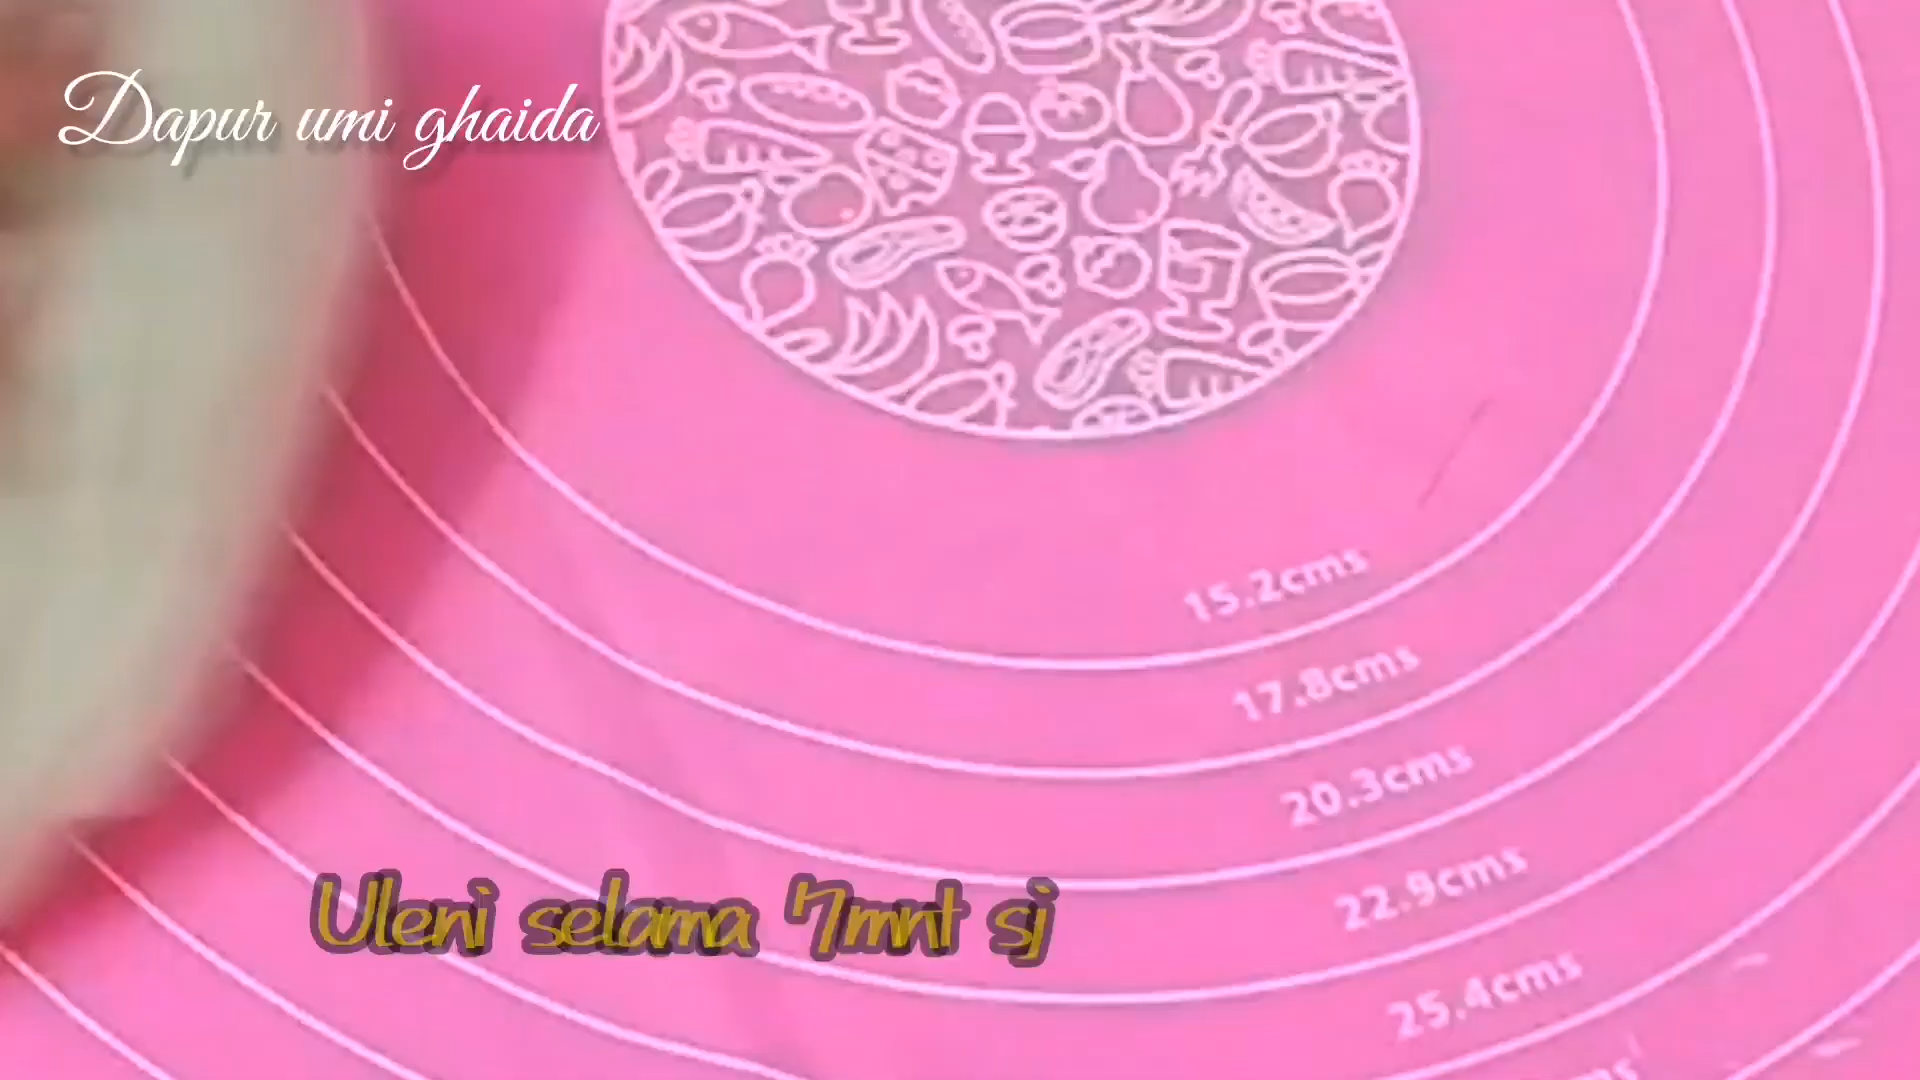 Dapur umi ghaida
15.2cms
17.8cms
20.3cms
22.9cms
Uleni selama 7mnt sj
25.4cms